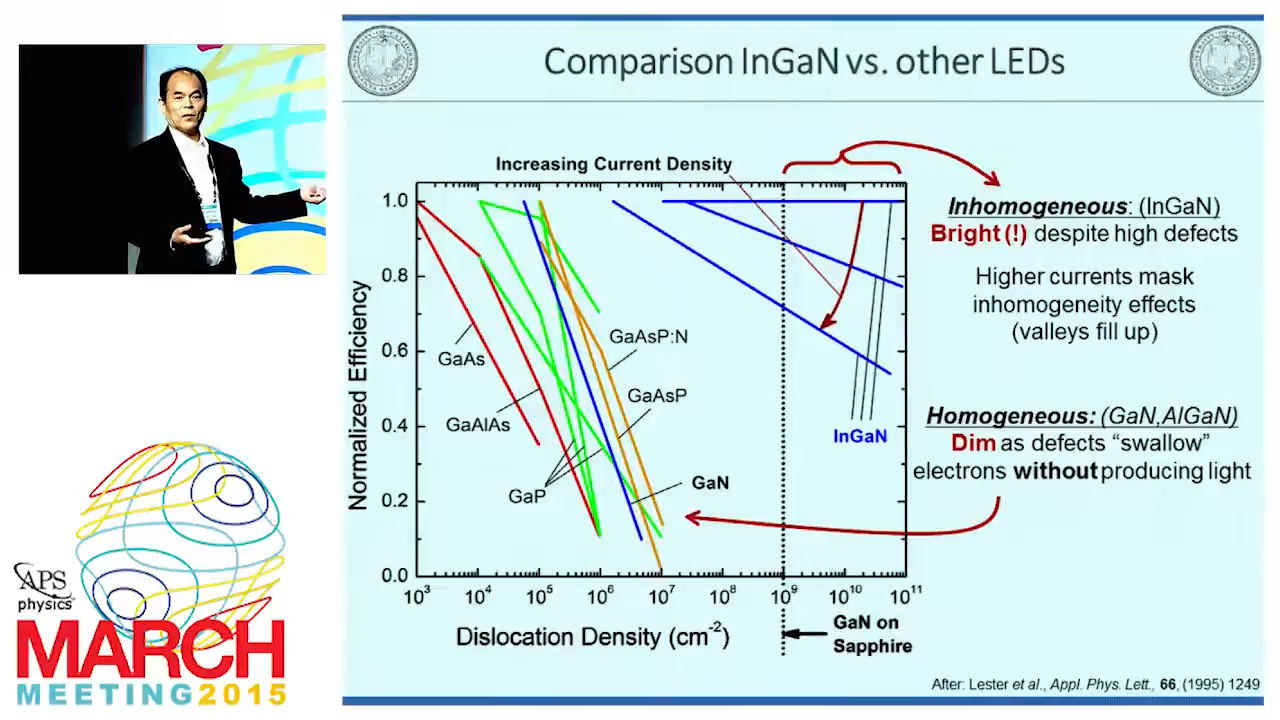 Comparison InGaN vs. other LEDs
Increasing Current Density
Inhomogeneous: (InGaN)
Bright (!) despite high defects
Higher currents mask
inhomogeneity effects
(valleys fill up)
Homogeneous: (GaN,AlGaN)
Dim as defects “swallow”
electrons without producing light
Normalized Efficiency
1.0
0.8
0.6
0.4
0.2
0.0
GaAs
GaAlAs
GaP
GaAsP:N
GaAsP
GaN
InGaN
10³ 10⁴ 10⁵ 10⁶ 10⁷ 10⁸ 10⁹ 10¹⁰ 10¹¹
Dislocation Density (cm⁻²)
GaN on
Sapphire
After: Lester et al., Appl. Phys. Lett., 66, (1995) 1249
APS
physics™
MARCH
MEETING2015